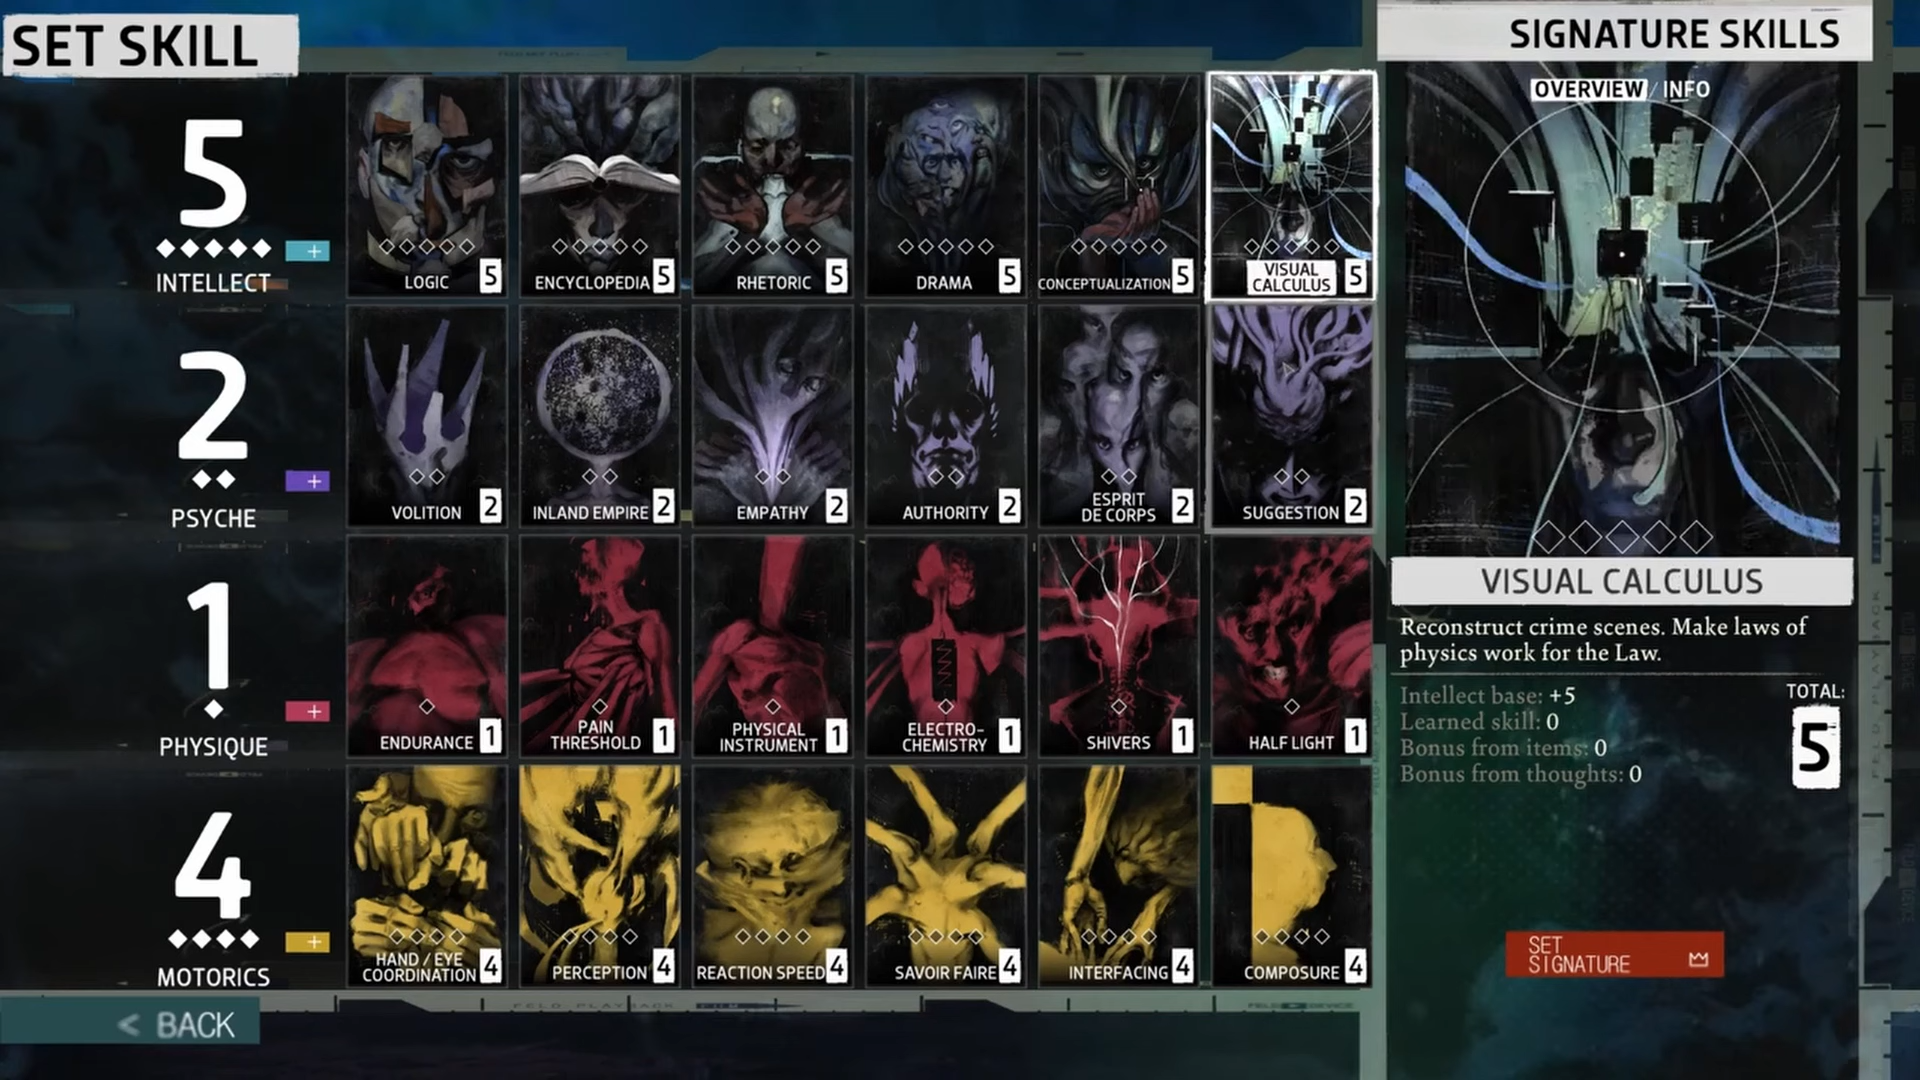 SET SKILL
SIGNATURE SKILLS
OVERVIEW / INFO
5
INTELLECT
+
LOGIC 5
ENCYCLOPEDIA 5
RHETORIC 5
DRAMA 5
CONCEPTUALIZATION 5
VISUAL
CALCULUS 5
2
PSYCHE
+
VOLITION 2
INLAND EMPIRE 2
EMPATHY 2
AUTHORITY 2
ESPRIT
DE CORPS 2
SUGGESTION 2
1
PHYSIQUE
+
ENDURANCE 1
PAIN
THRESHOLD 1
PHYSICAL
INSTRUMENT 1
ELECTRO-
CHEMISTRY 1
SHIVERS 1
HALF LIGHT 1
4
MOTORICS
+
HAND / EYE
COORDINATION 4
PERCEPTION 4
REACTION SPEED 4
SAVOIR FAIRE 4
INTERFACING 4
COMPOSURE 4
< BACK
VISUAL CALCULUS
Reconstruct crime scenes. Make laws of
physics work for the Law.
Intellect base: +5
Learned skill: 0
Bonus from items: 0
Bonus from thoughts: 0
TOTAL:
5
SET
SIGNATURE